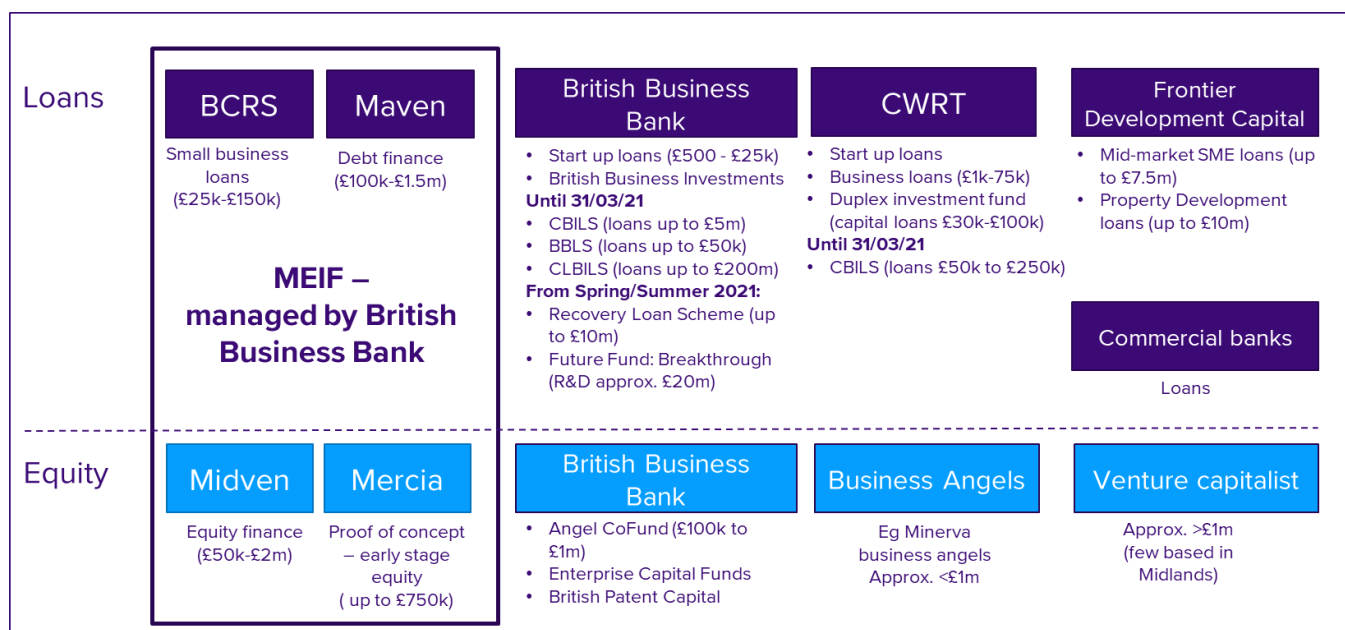 Loans
BCRS
Small business
loans
(£25k-£150k)
Maven
Debt finance
(£100k-£1.5m)
MEIF –
managed by British
Business Bank
British Business
Bank
• Start up loans (£500 - £25k)
• British Business Investments
Until 31/03/21
• CBILS (loans up to £5m)
• BBLS (loans up to £50k)
• CLBILS (loans up to £200m)
From Spring/Summer 2021:
• Recovery Loan Scheme (up
to £10m)
• Future Fund: Breakthrough
(R&D approx. £20m)
CWRT
• Start up loans
• Business loans (£1k-75k)
• Duplex investment fund
(capital loans £30k-£100k)
Until 31/03/21
• CBILS (loans £50k to £250k)
Frontier
Development Capital
• Mid-market SME loans (up
to £7.5m)
• Property Development
loans (up to £10m)
Commercial banks
Loans
Equity
Midven
Equity finance
(£50k-£2m)
Mercia
Proof of concept
– early stage
equity
( up to £750k)
British Business
Bank
• Angel CoFund (£100k to
£1m)
• Enterprise Capital Funds
• British Patent Capital
Business Angels
Eg Minerva
business angels
Approx. <£1m
Venture capitalist
Approx. >£1m
(few based in
Midlands)